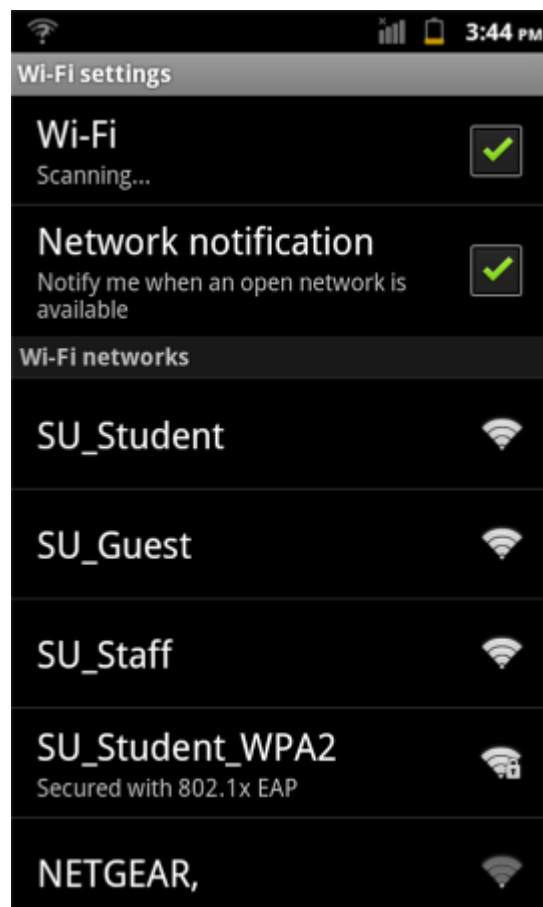 3:44 PM
Wi-Fi settings
Wi-Fi
Scanning...
Network notification
Notify me when an open network is
available
Wi-Fi networks
SU_Student
SU_Guest
SU_Staff
SU_Student_WPA2
Secured with 802.1x EAP
NETGEAR,